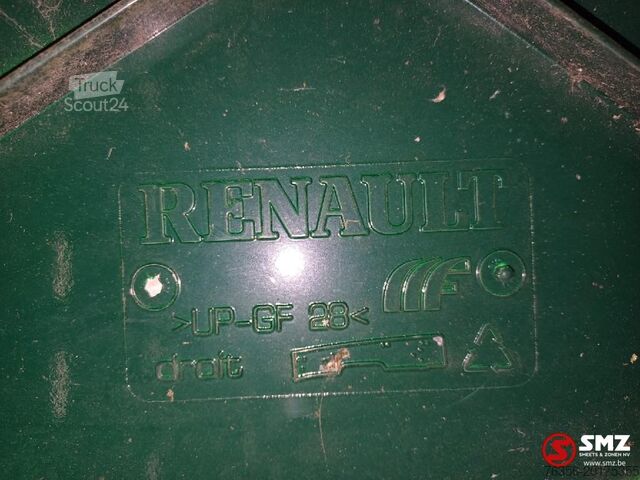 Truck
Scout24
RENAULT
>UP-GF 28<
droit
SMZ
SMEETS & ZONEN NV
www.smz.be